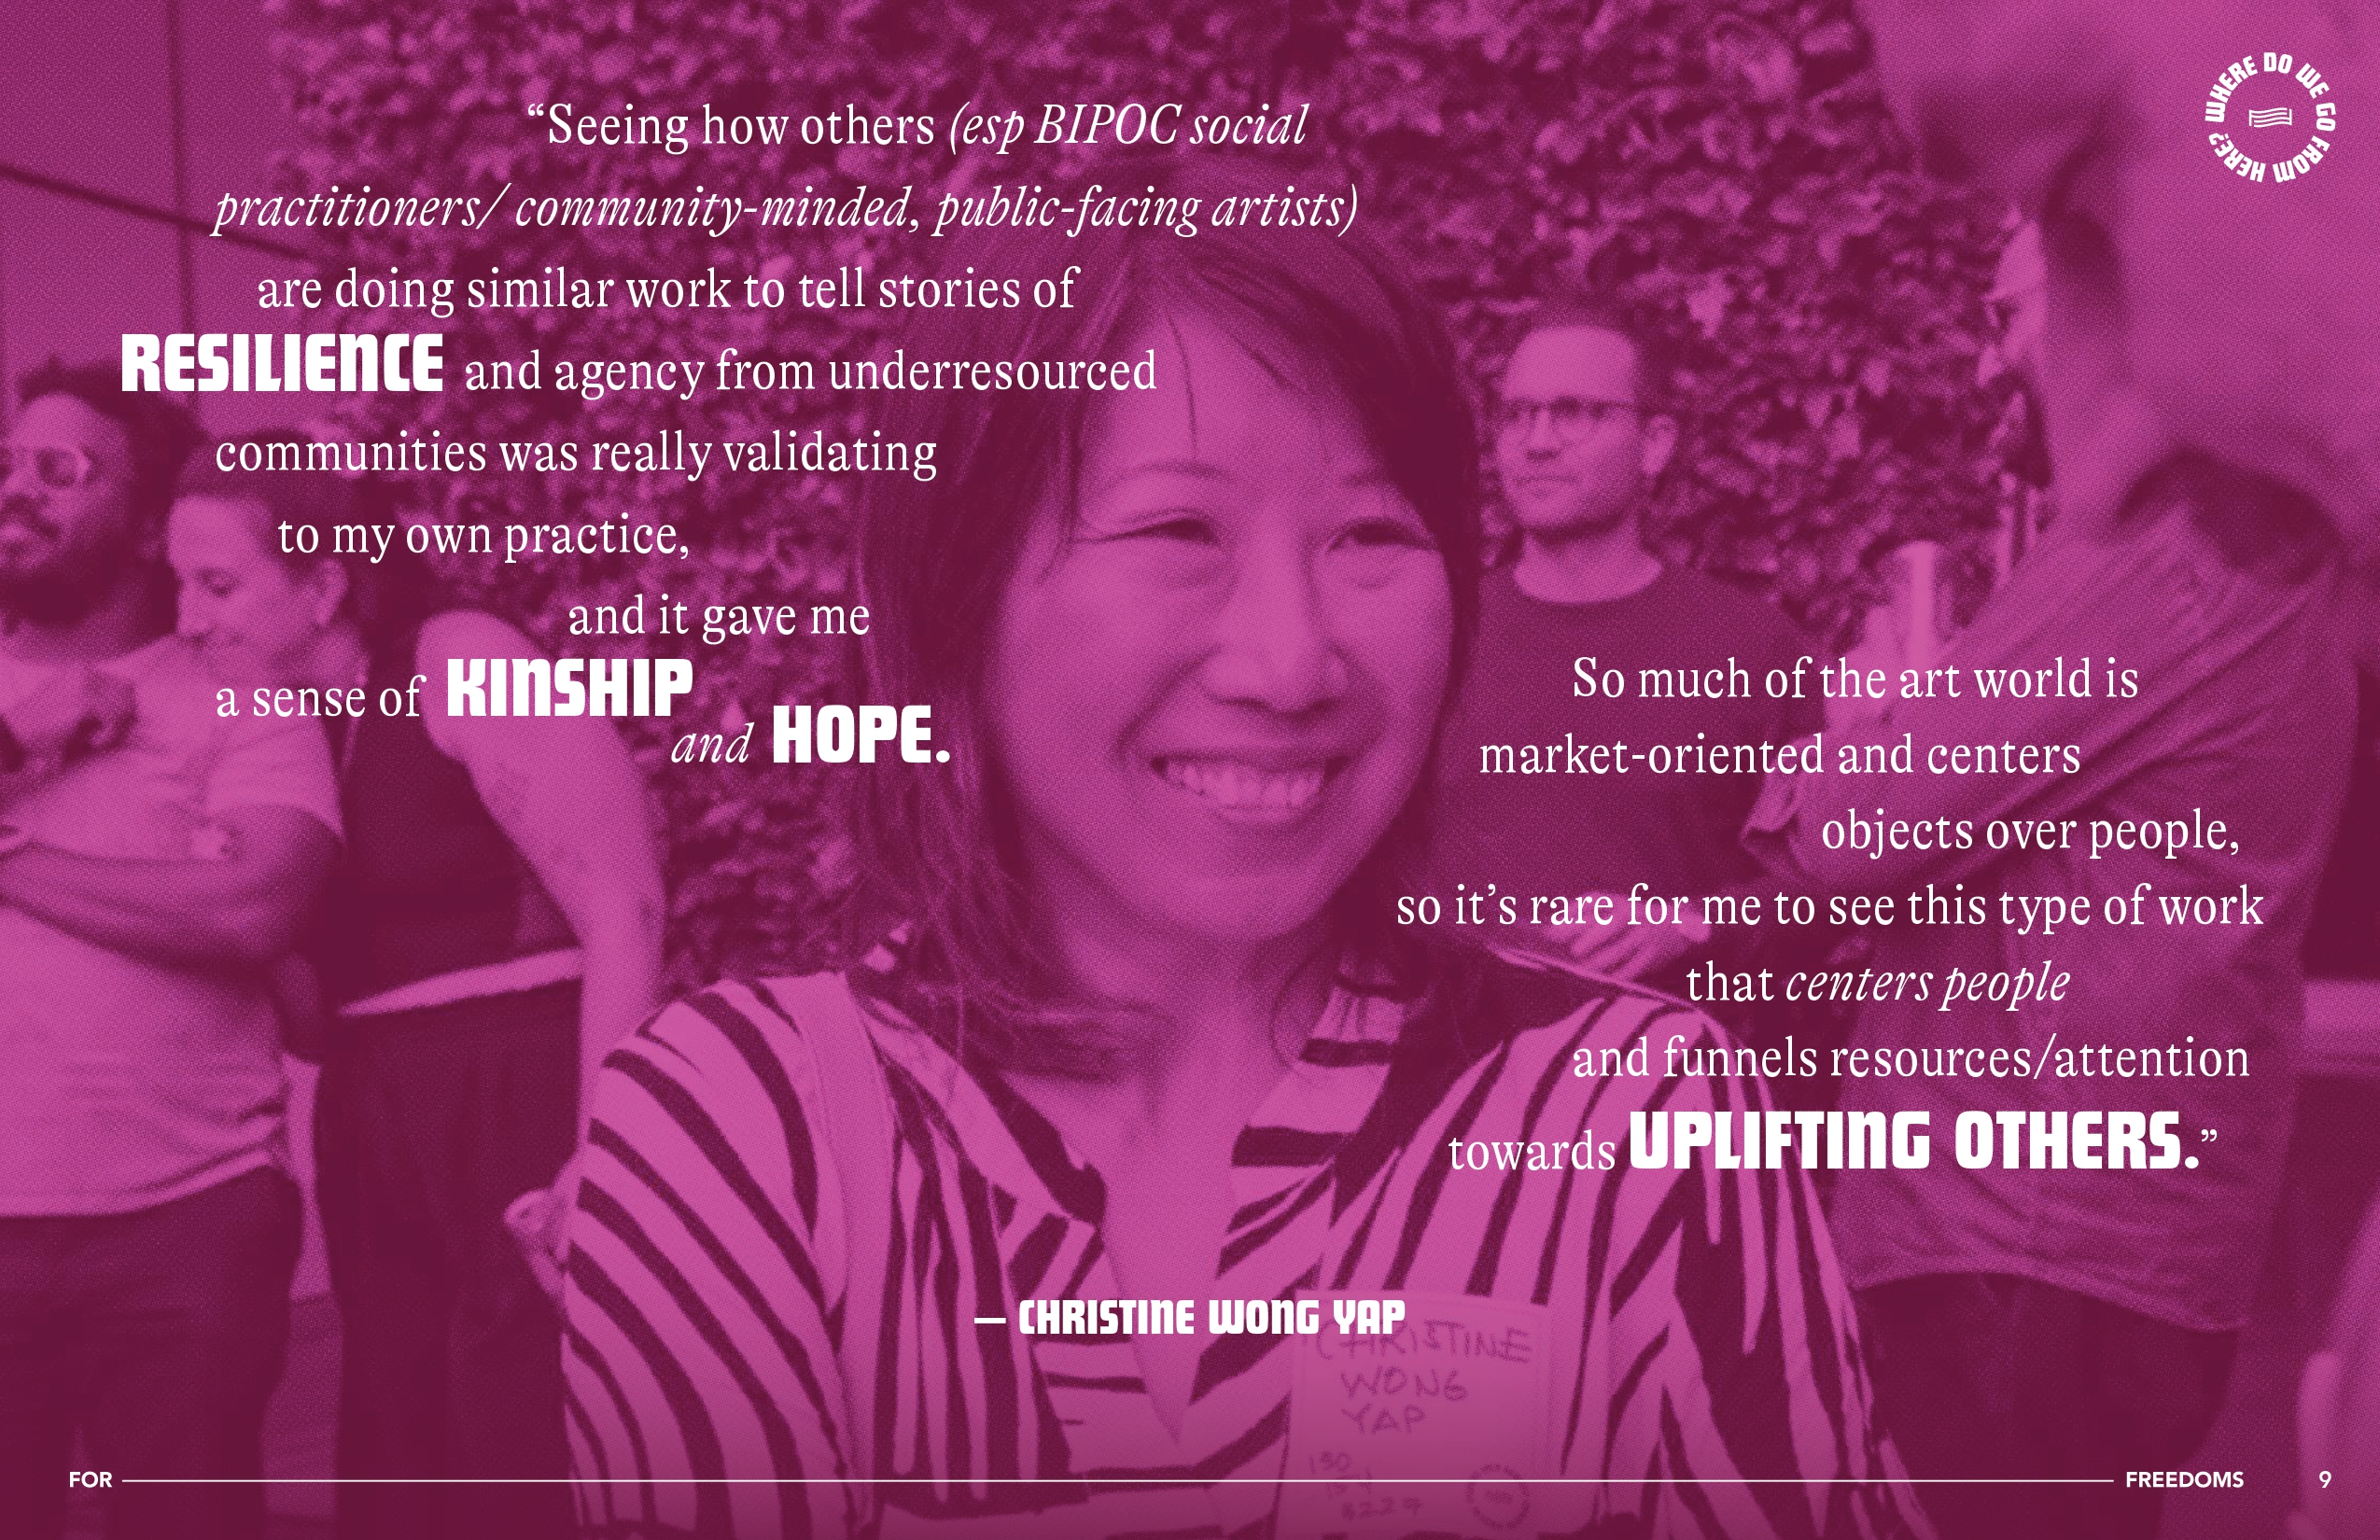 WHERE DO WE GO FROM HERE?
“Seeing how others (esp BIPOC social
practitioners/ community-minded, public-facing artists)
are doing similar work to tell stories of
RESILIENCE and agency from underresourced
communities was really validating
to my own practice,
and it gave me
a sense of KINSHIP
and HOPE.
So much of the art world is
market-oriented and centers
objects over people,
so it’s rare for me to see this type of work
that centers people
and funnels resources/attention
towards UPLIFTING OTHERS.”
— CHRISTINE WONG YAP
CHRISTINE
WONG
YAP
150
FOR FREEDOMS 9